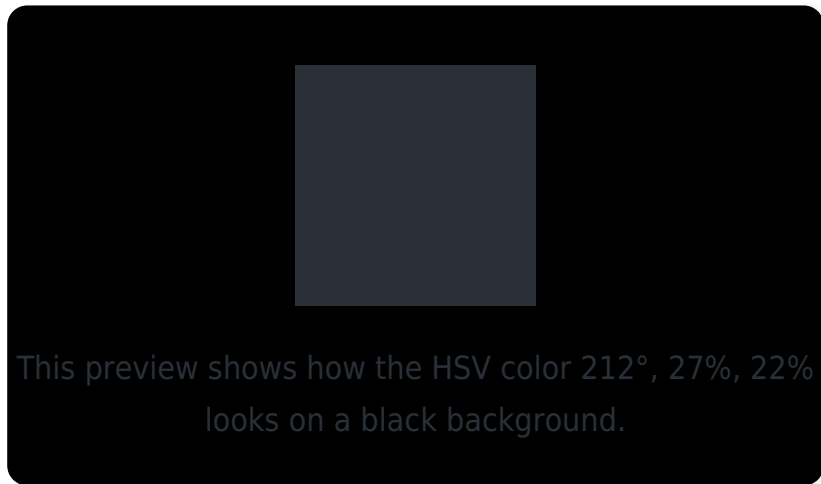 This preview shows how the HSV color 212°, 27%, 22%
looks on a black background.